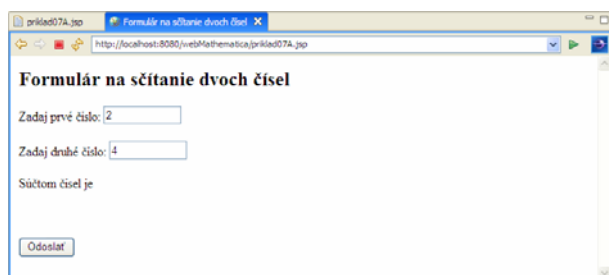 priklad07A.jsp
Formulár na sčítanie dvoch čísel
http://localhost:8080/webMathematica/priklad07A.jsp
Formulár na sčítanie dvoch čísel
Zadaj prvé číslo: 2
Zadaj druhé číslo: 4
Súčtom čísel je
Odoslať